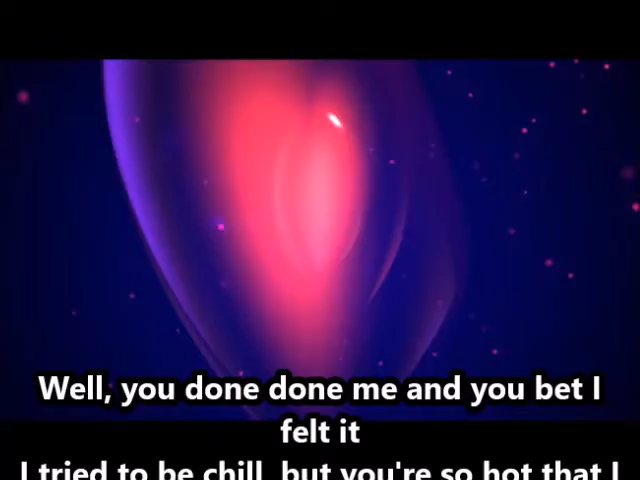 Well, you done done me and you bet I
felt it
I tried to be chill, but you're so hot that I